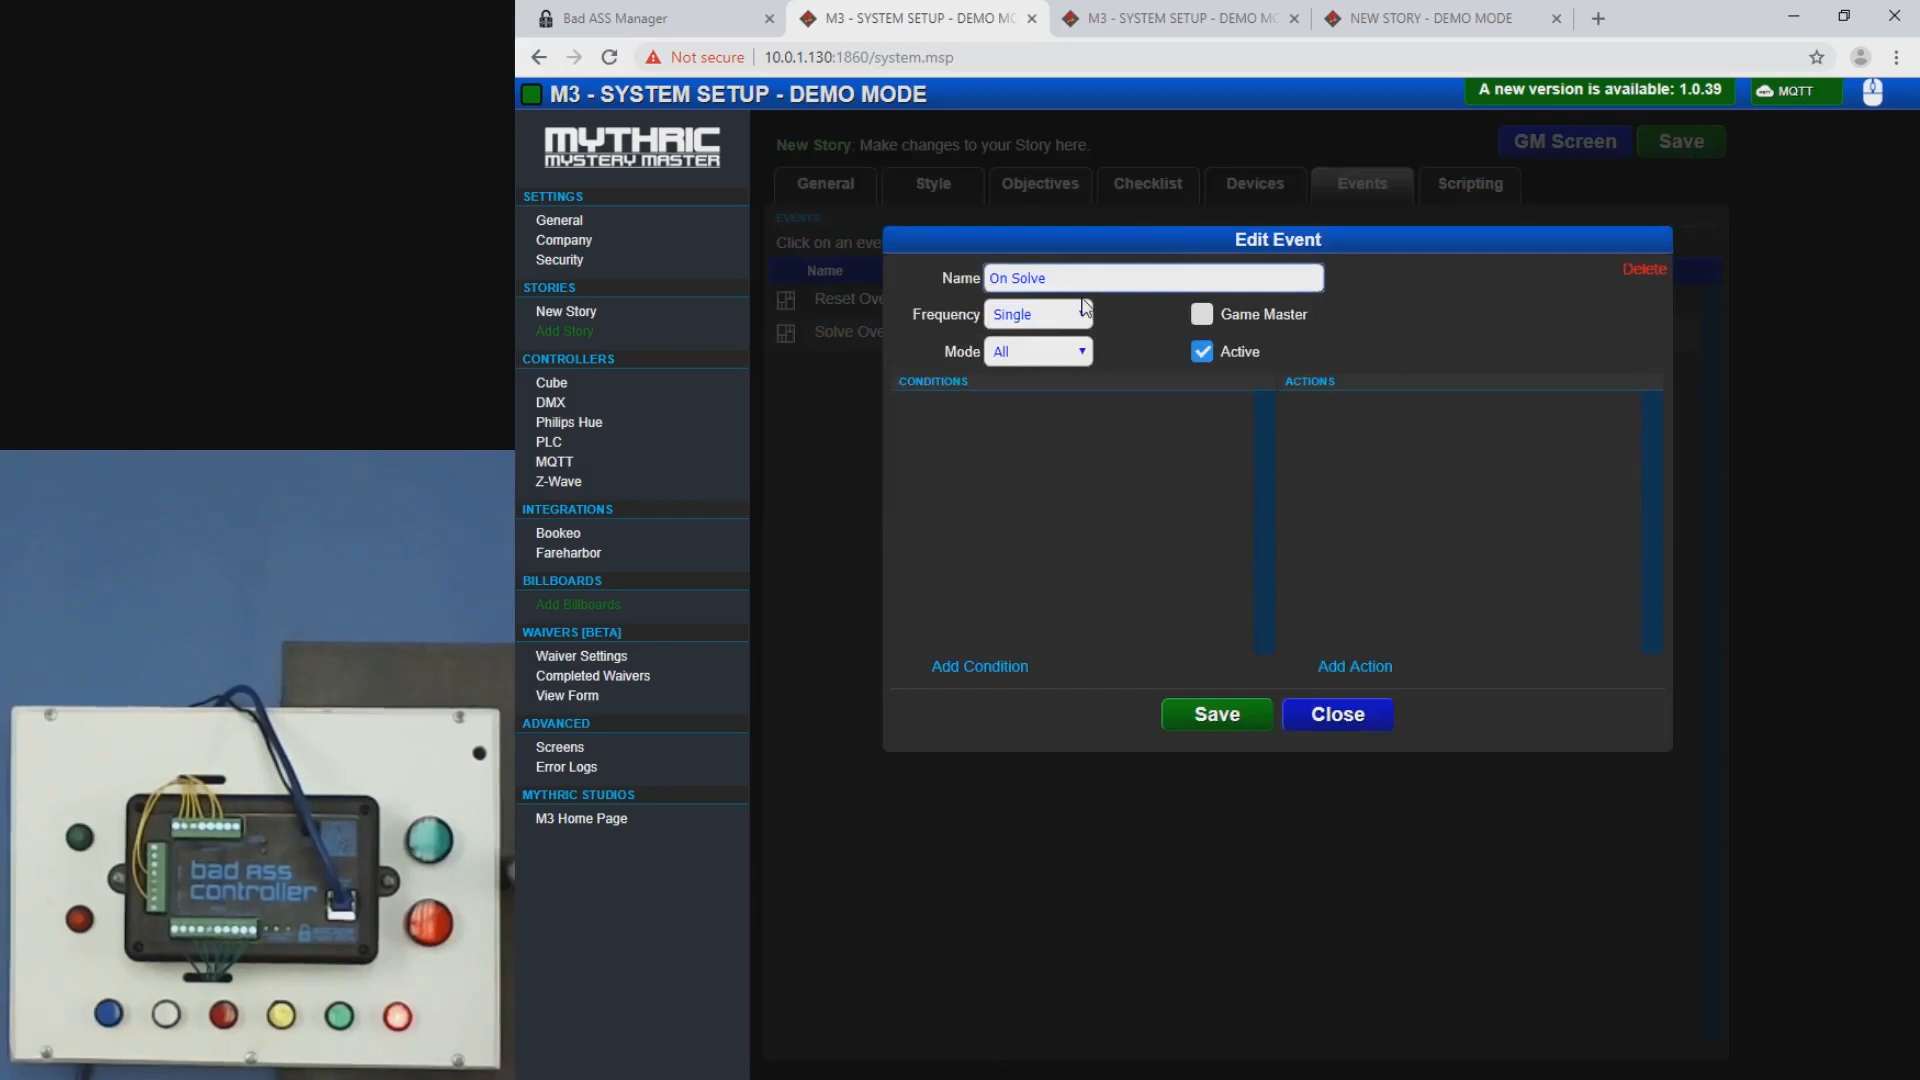 Bad ASS Manager
M3 - SYSTEM SETUP - DEMO MO
M3 - SYSTEM SETUP - DEMO MO
NEW STORY - DEMO MODE
Not secure
10.0.1.130:1860/system.msp
M3 - SYSTEM SETUP - DEMO MODE
A new version is available: 1.0.39
MQTT
MYTHRIC
MYSTERY MASTER
SETTINGS
General
Company
Security
STORIES
New Story
Add Story
CONTROLLERS
Cube
DMX
Philips Hue
PLC
MQTT
Z-Wave
INTEGRATIONS
Bookeo
Fareharbor
BILLBOARDS
Add Billboards
WAIVERS [BETA]
Waiver Settings
Completed Waivers
View Form
ADVANCED
Screens
Error Logs
MYTHRIC STUDIOS
M3 Home Page
New Story: Make changes to your Story here.
GM Screen
Save
General
Style
Objectives
Checklist
Devices
Events
Scripting
EVENTS
Click on an eve
Name
Reset Ove
Solve Ove
Edit Event
Name
On Solve
Delete
Frequency
Single
Game Master
Mode
All
Active
CONDITIONS
ACTIONS
Add Condition
Add Action
Save
Close
bad ass
controller